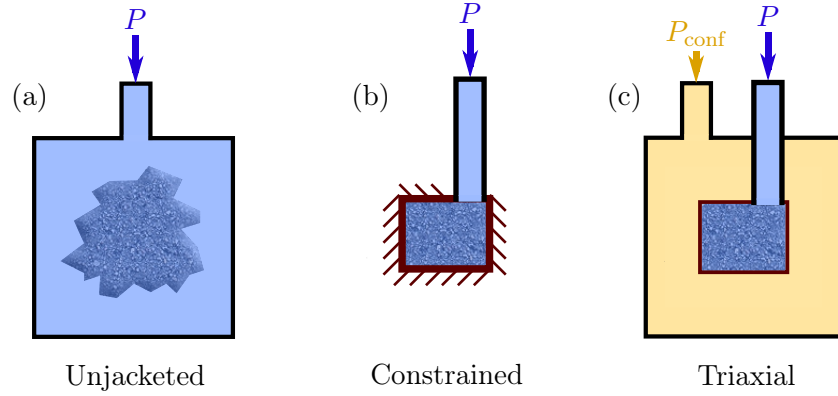 P
(a)
Unjacketed
P
(b)
Constrained
P_conf
P
(c)
Triaxial